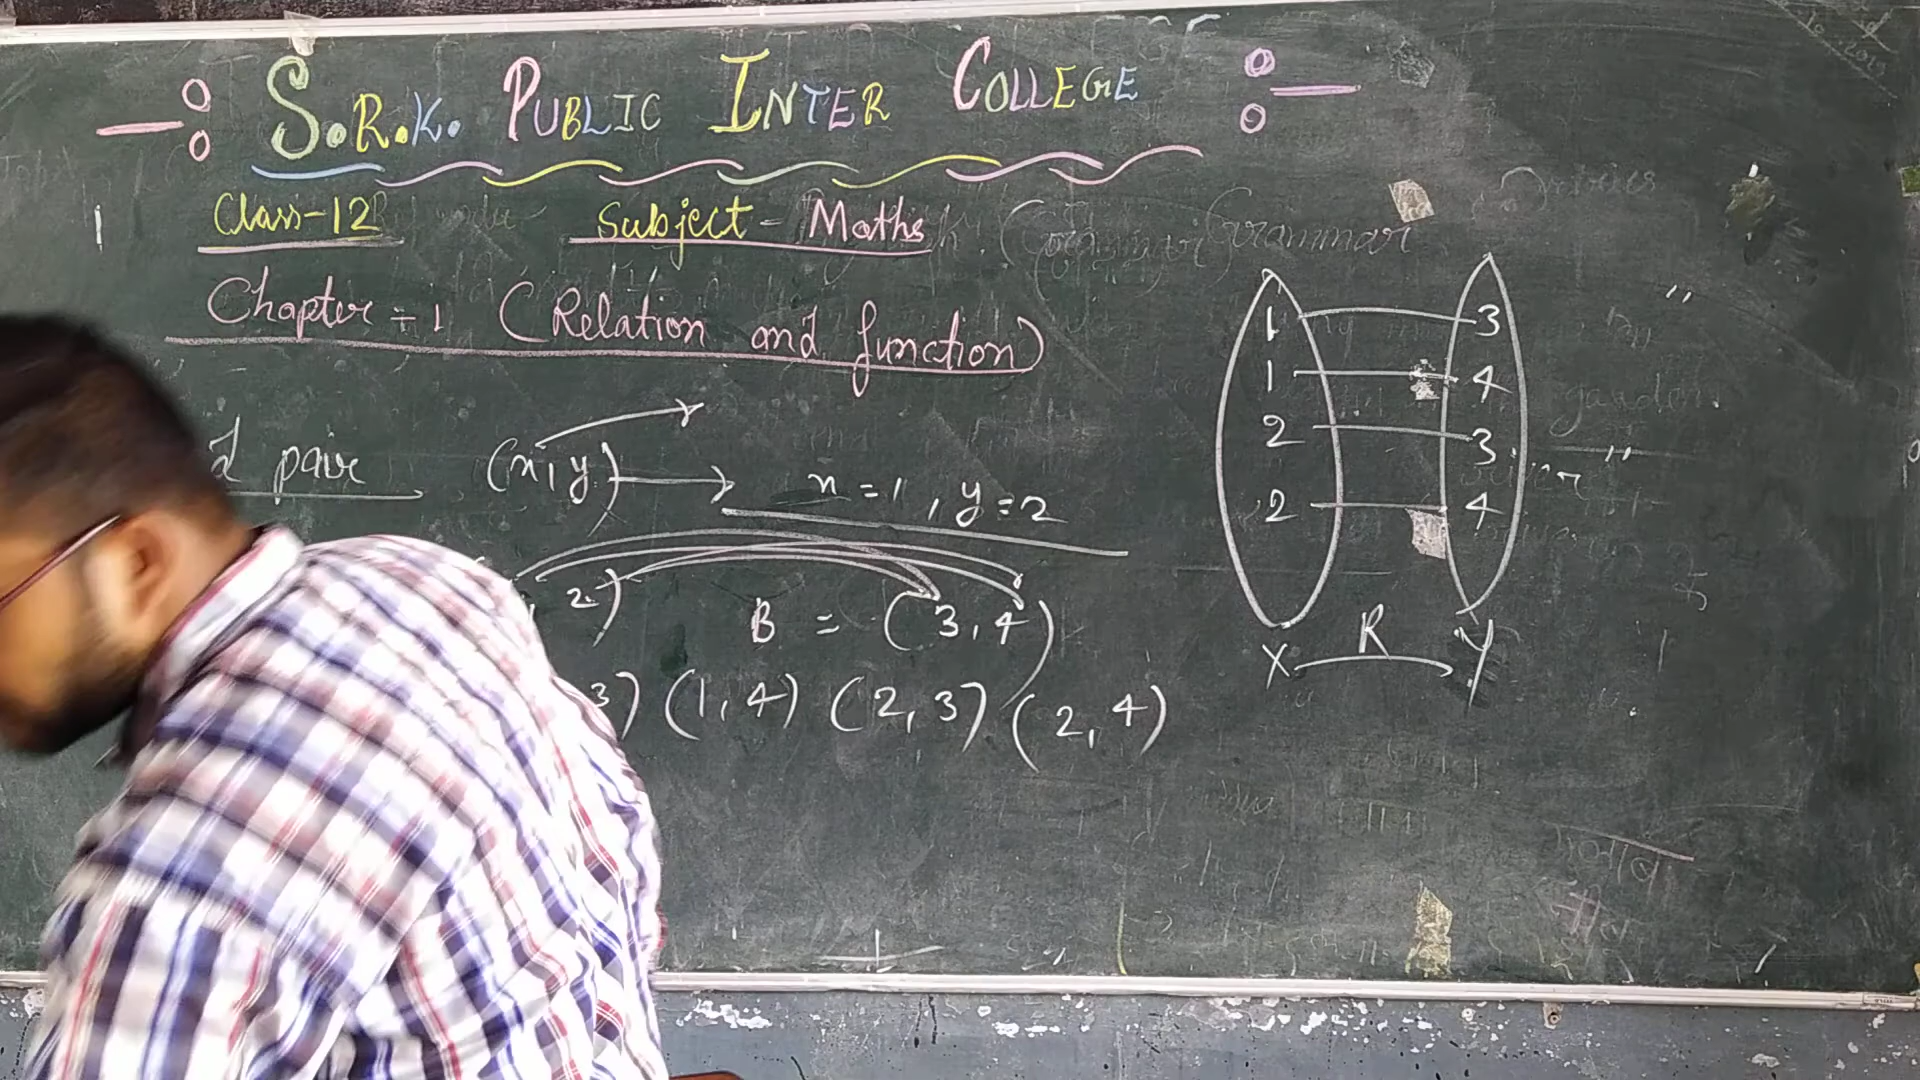 S.R.K. PUBLIC INTER COLLEGE
Class-12 Subject - Maths
Chapter - 1 (Relation and function)
d pair (x, y) x = 1, y = 2
2) B = (3, 4)
3) (1, 4) (2, 3) (2, 4)
1 3
1 4
2 3
2 4
R
X Y